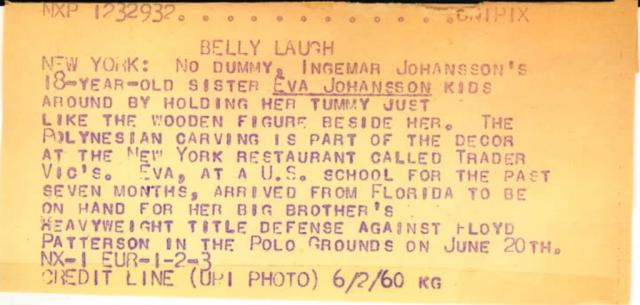 NXP 1232932. . . . . . . . . . . . . . . . . UNIPIX
BELLY LAUGH
NEW YORK: NO DUMMY, INGEMAR JOHANSSON'S
18-YEAR-OLD SISTER EVA JOHANSSON KIDS
AROUND BY HOLDING HER TUMMY JUST
LIKE THE WOODEN FIGURE BESIDE HER. THE
POLYNESIAN CARVING IS PART OF THE DECOR
AT THE NEW YORK RESTAURANT CALLED TRADER
VIC'S. EVA, AT A U.S. SCHOOL FOR THE PAST
SEVEN MONTHS, ARRIVED FROM FLORIDA TO BE
ON HAND FOR HER BIG BROTHER'S
HEAVYWEIGHT TITLE DEFENSE AGAINST FLOYD
PATTERSON IN THE POLO GROUNDS ON JUNE 20TH.
NX-1 EUR-1-2-3
CREDIT LINE (UPI PHOTO) 6/2/60 KG